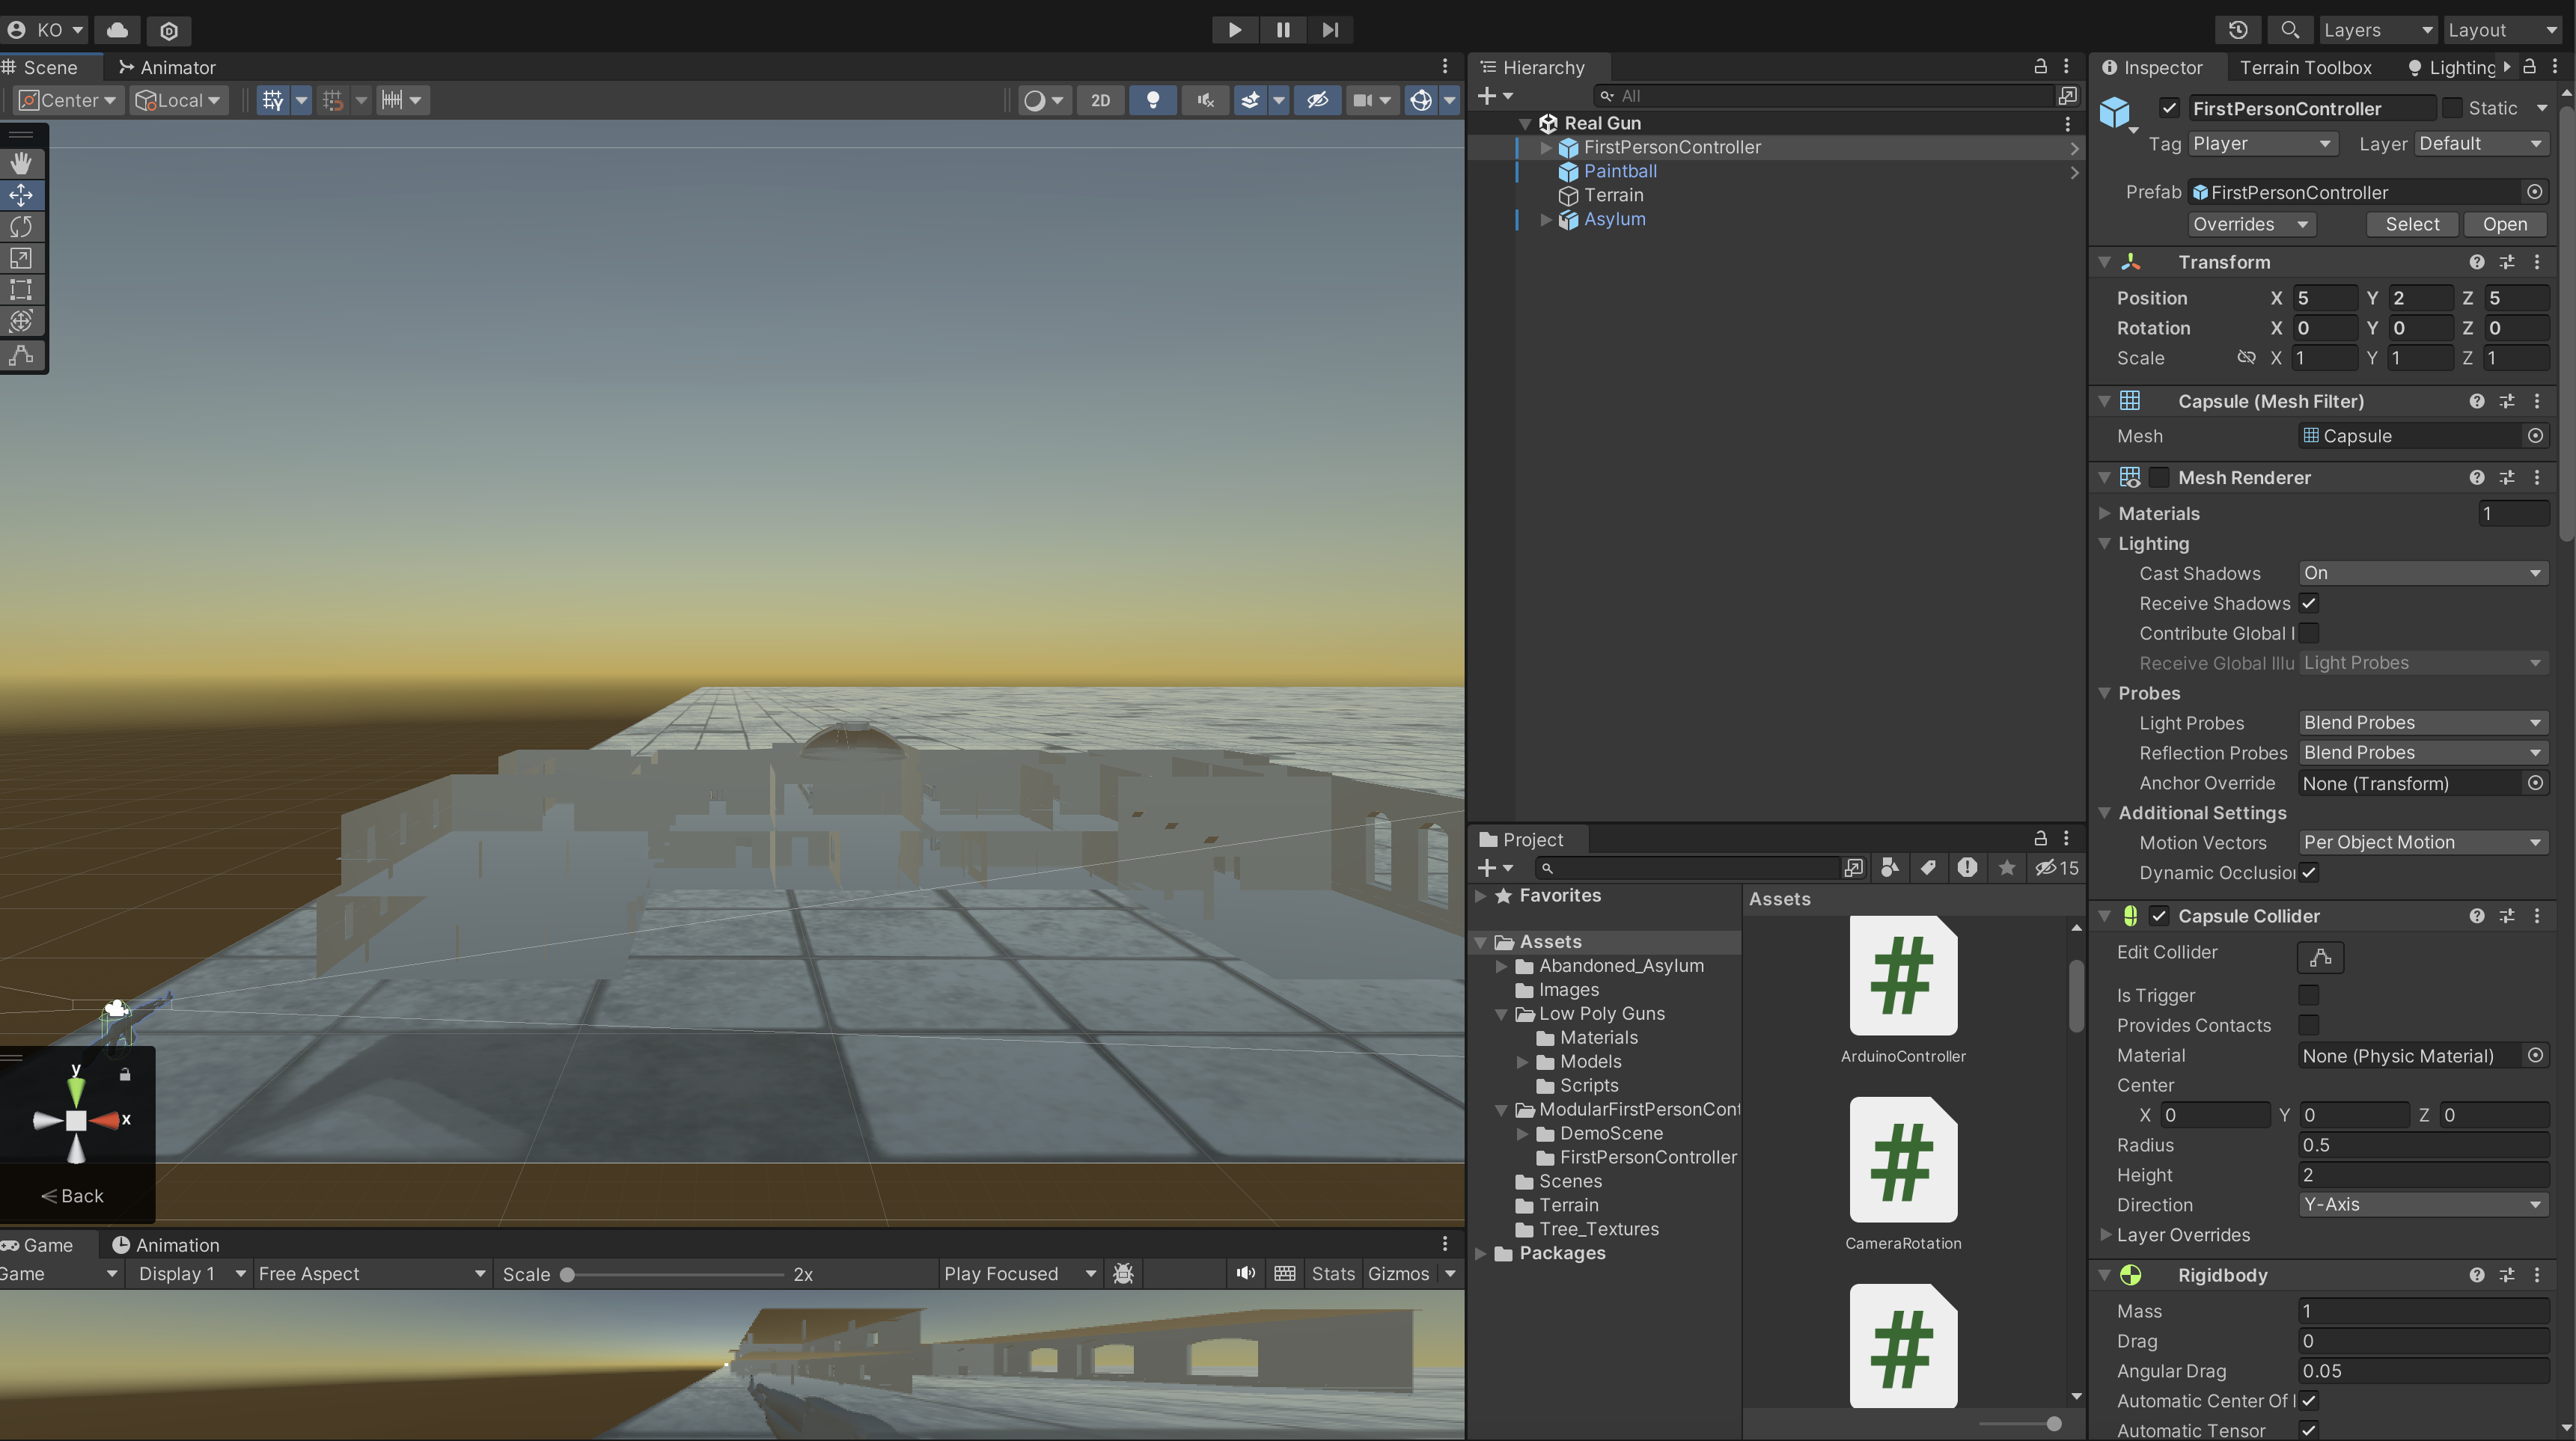 KO
Layers
Layout
Scene
Animator
Center
Local
2D
y
x
Back
Game
Animation
Game
Display 1
Free Aspect
Scale
2x
Play Focused
Stats
Gizmos
Hierarchy
All
Real Gun
FirstPersonController
Paintball
Terrain
Asylum
Project
15
Favorites
Assets
Abandoned_Asylum
Images
Low Poly Guns
Materials
Models
Scripts
ModularFirstPersonCont
DemoScene
FirstPersonController
Scenes
Terrain
Tree_Textures
Packages
Assets
ArduinoController
CameraRotation
Inspector
Terrain Toolbox
Lighting
FirstPersonController
Static
Tag Player Layer Default
Prefab FirstPersonController
Overrides Select Open
Transform
Position X 5 Y 2 Z 5
Rotation X 0 Y 0 Z 0
Scale X 1 Y 1 Z 1
Capsule (Mesh Filter)
Mesh Capsule
Mesh Renderer
Materials 1
Lighting
Cast Shadows On
Receive Shadows
Contribute Global I
Receive Global Illu Light Probes
Probes
Light Probes Blend Probes
Reflection Probes Blend Probes
Anchor Override None (Transform)
Additional Settings
Motion Vectors Per Object Motion
Dynamic Occlusion
Capsule Collider
Edit Collider
Is Trigger
Provides Contacts
Material None (Physic Material)
Center
X 0 Y 0 Z 0
Radius 0.5
Height 2
Direction Y-Axis
Layer Overrides
Rigidbody
Mass 1
Drag 0
Angular Drag 0.05
Automatic Center Of
Automatic Tensor